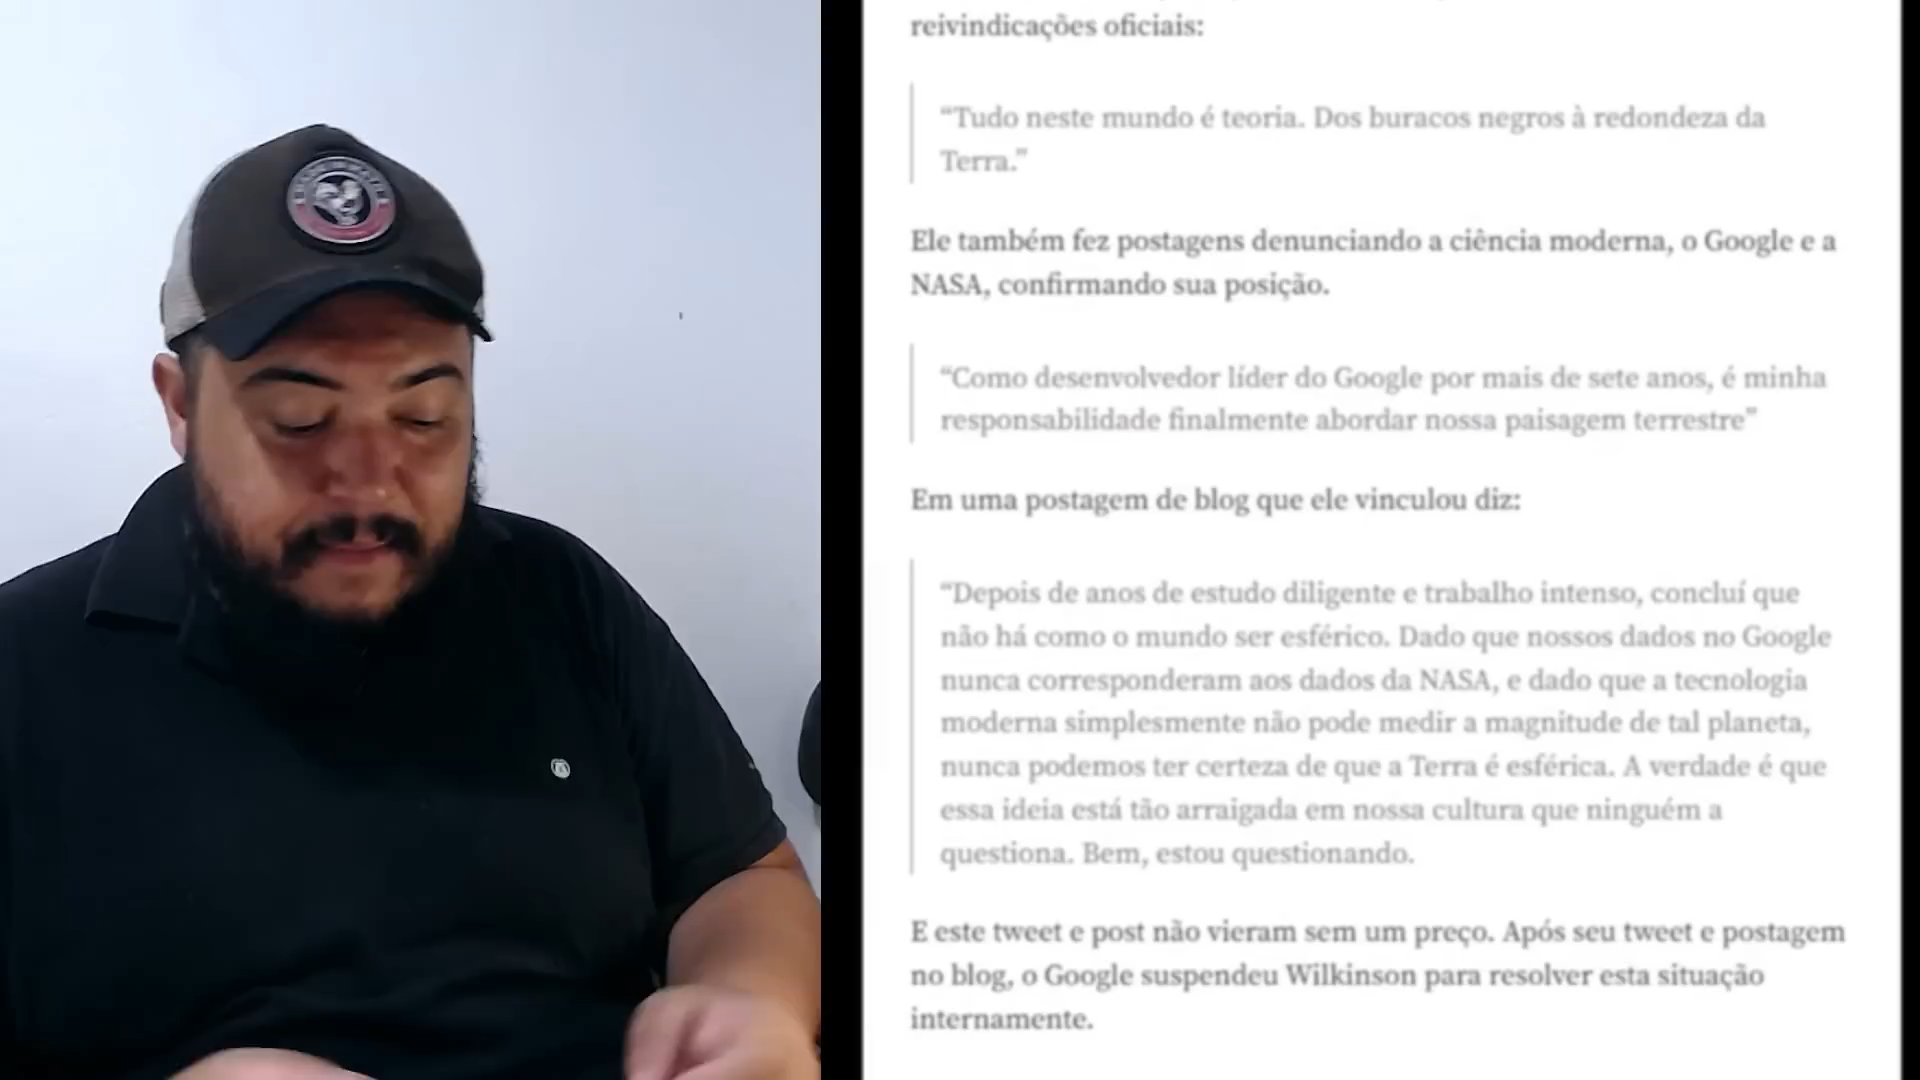 reivindicações oficiais:
“Tudo neste mundo é teoria. Dos buracos negros à redondeza da
Terra.”
Ele também fez postagens denunciando a ciência moderna, o Google e a
NASA, confirmando sua posição.
“Como desenvolvedor líder do Google por mais de sete anos, é minha
responsabilidade finalmente abordar nossa paisagem terrestre”
Em uma postagem de blog que ele vinculou diz:
“Depois de anos de estudo diligente e trabalho intenso, concluí que
não há como o mundo ser esférico. Dado que nossos dados no Google
nunca corresponderam aos dados da NASA, e dado que a tecnologia
moderna simplesmente não pode medir a magnitude de tal planeta,
nunca podemos ter certeza de que a Terra é esférica. A verdade é que
essa ideia está tão arraigada em nossa cultura que ninguém a
questiona. Bem, estou questionando.
E este tweet e post não vieram sem um preço. Após seu tweet e postagem
no blog, o Google suspendeu Wilkinson para resolver esta situação
internamente.